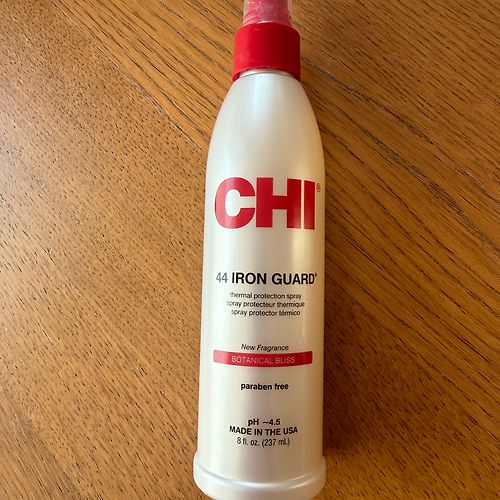 CHI®
44 IRON GUARD®
thermal protection spray
spray protecteur thermique
spray protector térmico
New Fragrance
BOTANICAL BLISS
paraben free
pH ~4.5
MADE IN THE USA
8 fl. oz. (237 mL)